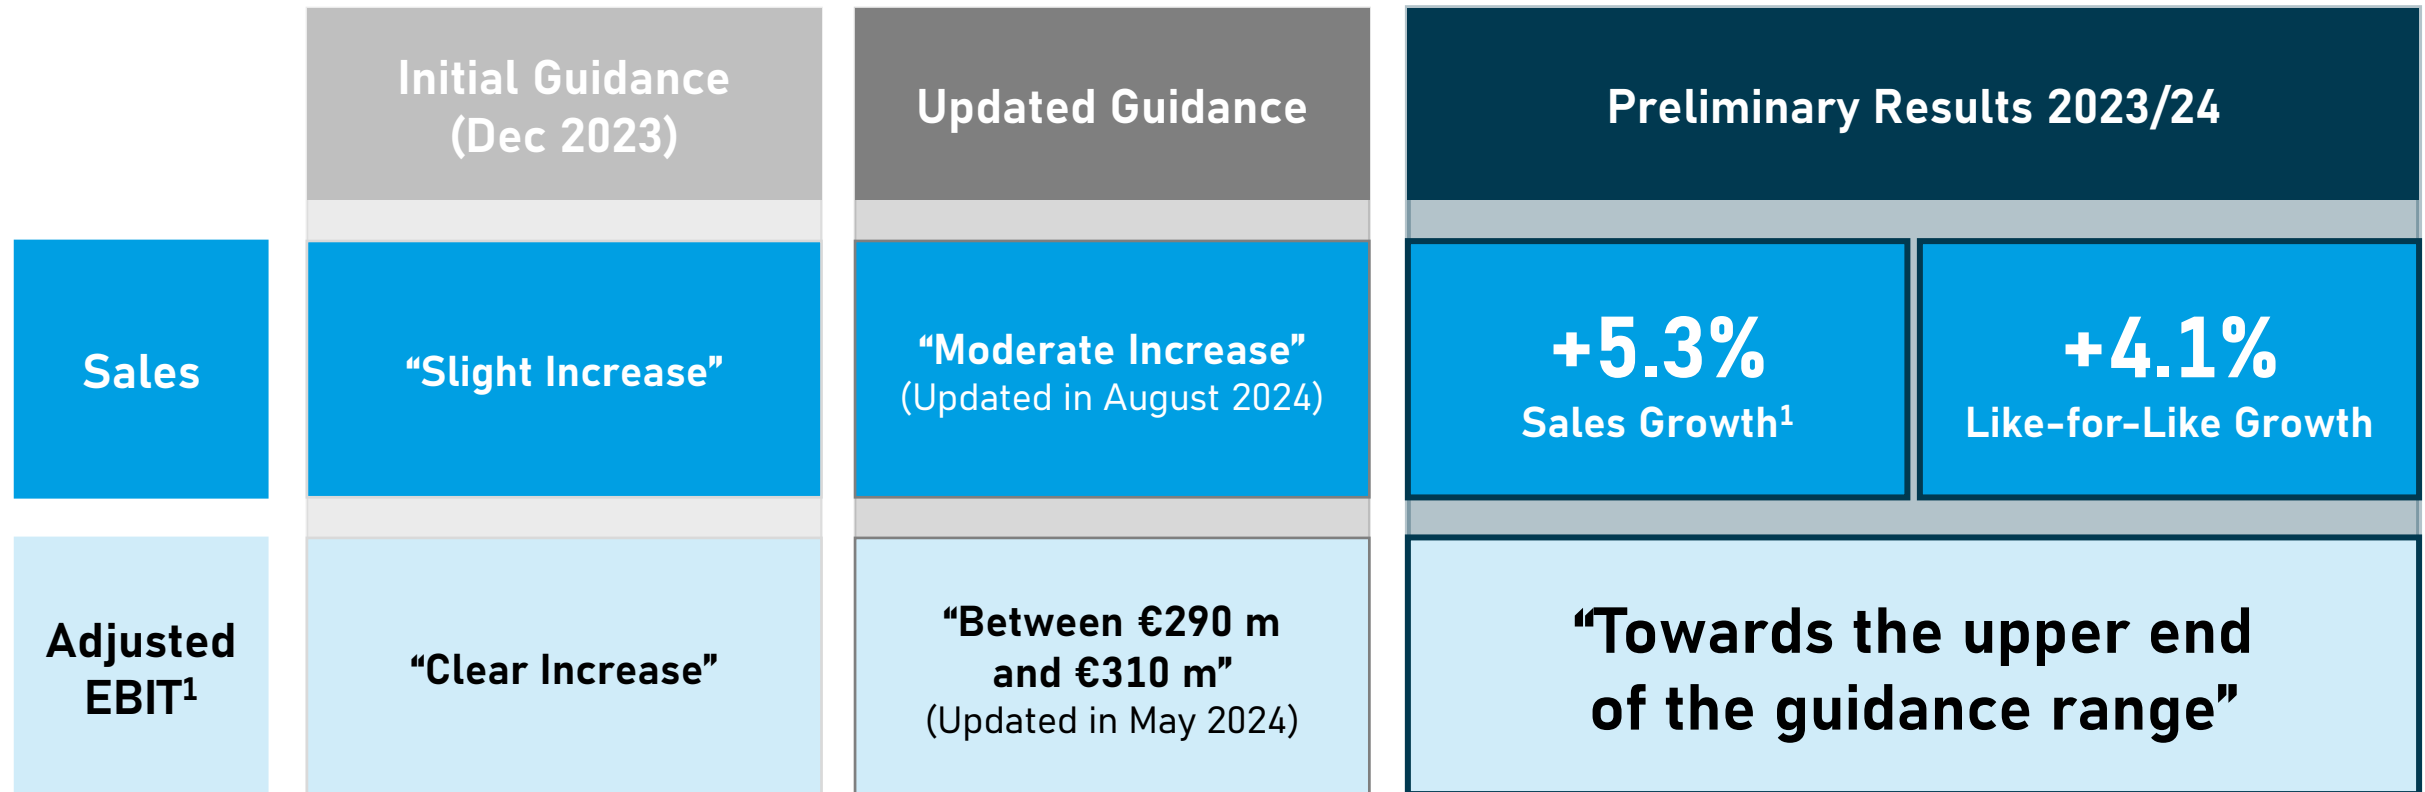 Initial Guidance
(Dec 2023)
Updated Guidance
Preliminary Results 2023/24
Sales
“Slight Increase”
“Moderate Increase”
(Updated in August 2024)
+5.3%
Sales Growth¹
+4.1%
Like-for-Like Growth
Adjusted
EBIT¹
“Clear Increase”
“Between €290 m
and €310 m”
(Updated in May 2024)
“Towards the upper end
of the guidance range”